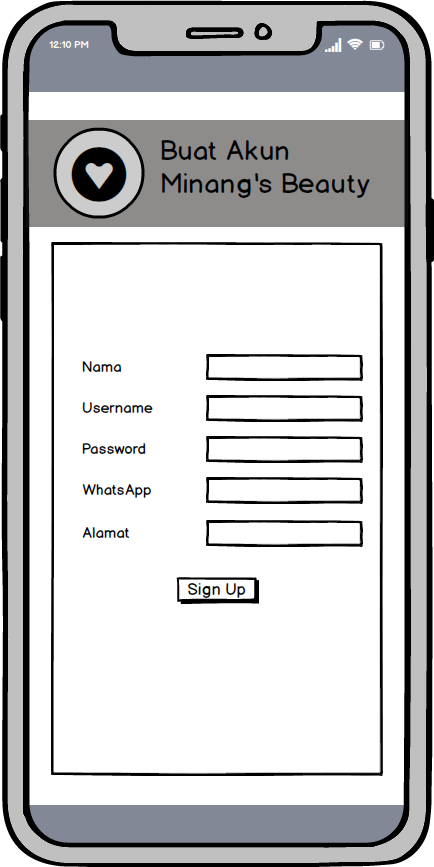 12:10 PM
Buat Akun
Minang's Beauty
Nama
Username
Password
WhatsApp
Alamat
Sign Up